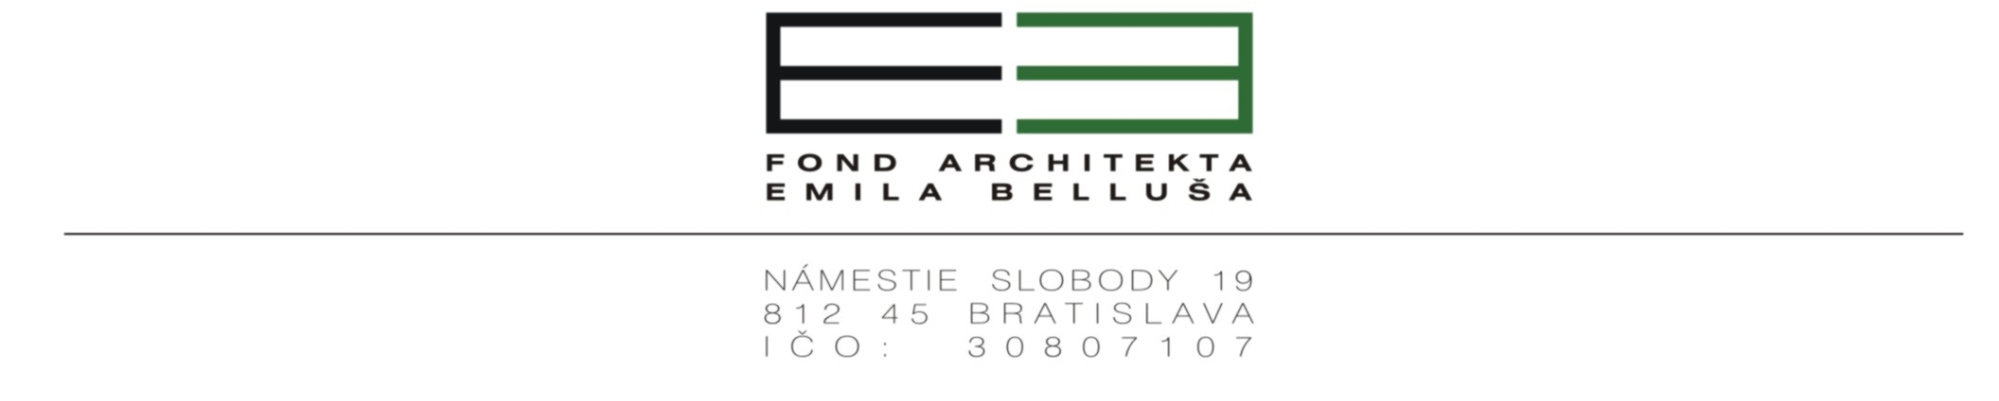 FOND ARCHITEKTA
EMILA BELLUŠA
NÁMESTIE SLOBODY 19
812 45 BRATISLAVA
IČO: 30807107